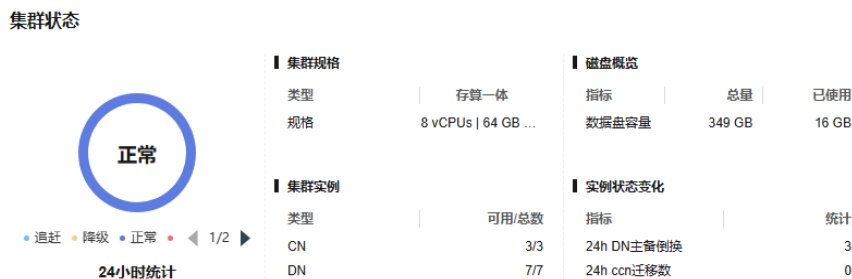 集群状态
正常
追赶 降级 正常 1/2
24小时统计
集群规格
类型 存算一体
规格 8 vCPUs | 64 GB ...
集群实例
类型 可用/总数
CN 3/3
DN 7/7
磁盘概览
指标 总量 已使用
数据盘容量 349 GB 16 GB
实例状态变化
指标 统计
24h DN主备倒换 3
24h ccn迁移数 0